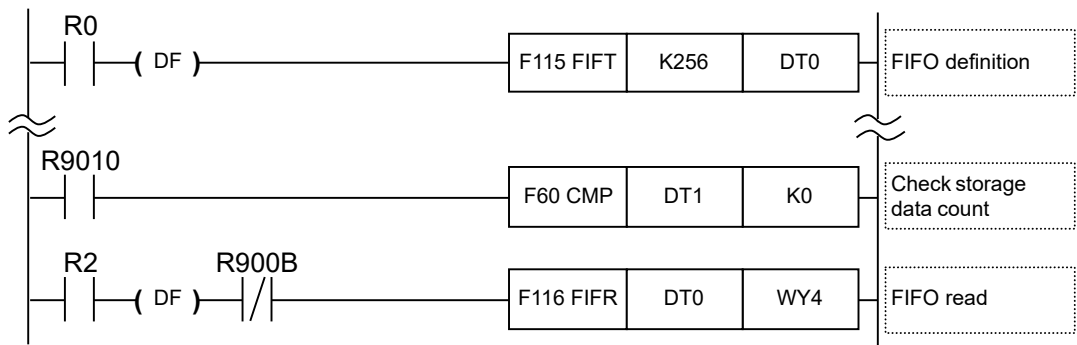 R0
( DF )
F115 FIFT K256 DT0
FIFO definition
R9010
F60 CMP DT1 K0
Check storage
data count
R2
( DF )
R900B
F116 FIFR DT0 WY4
FIFO read